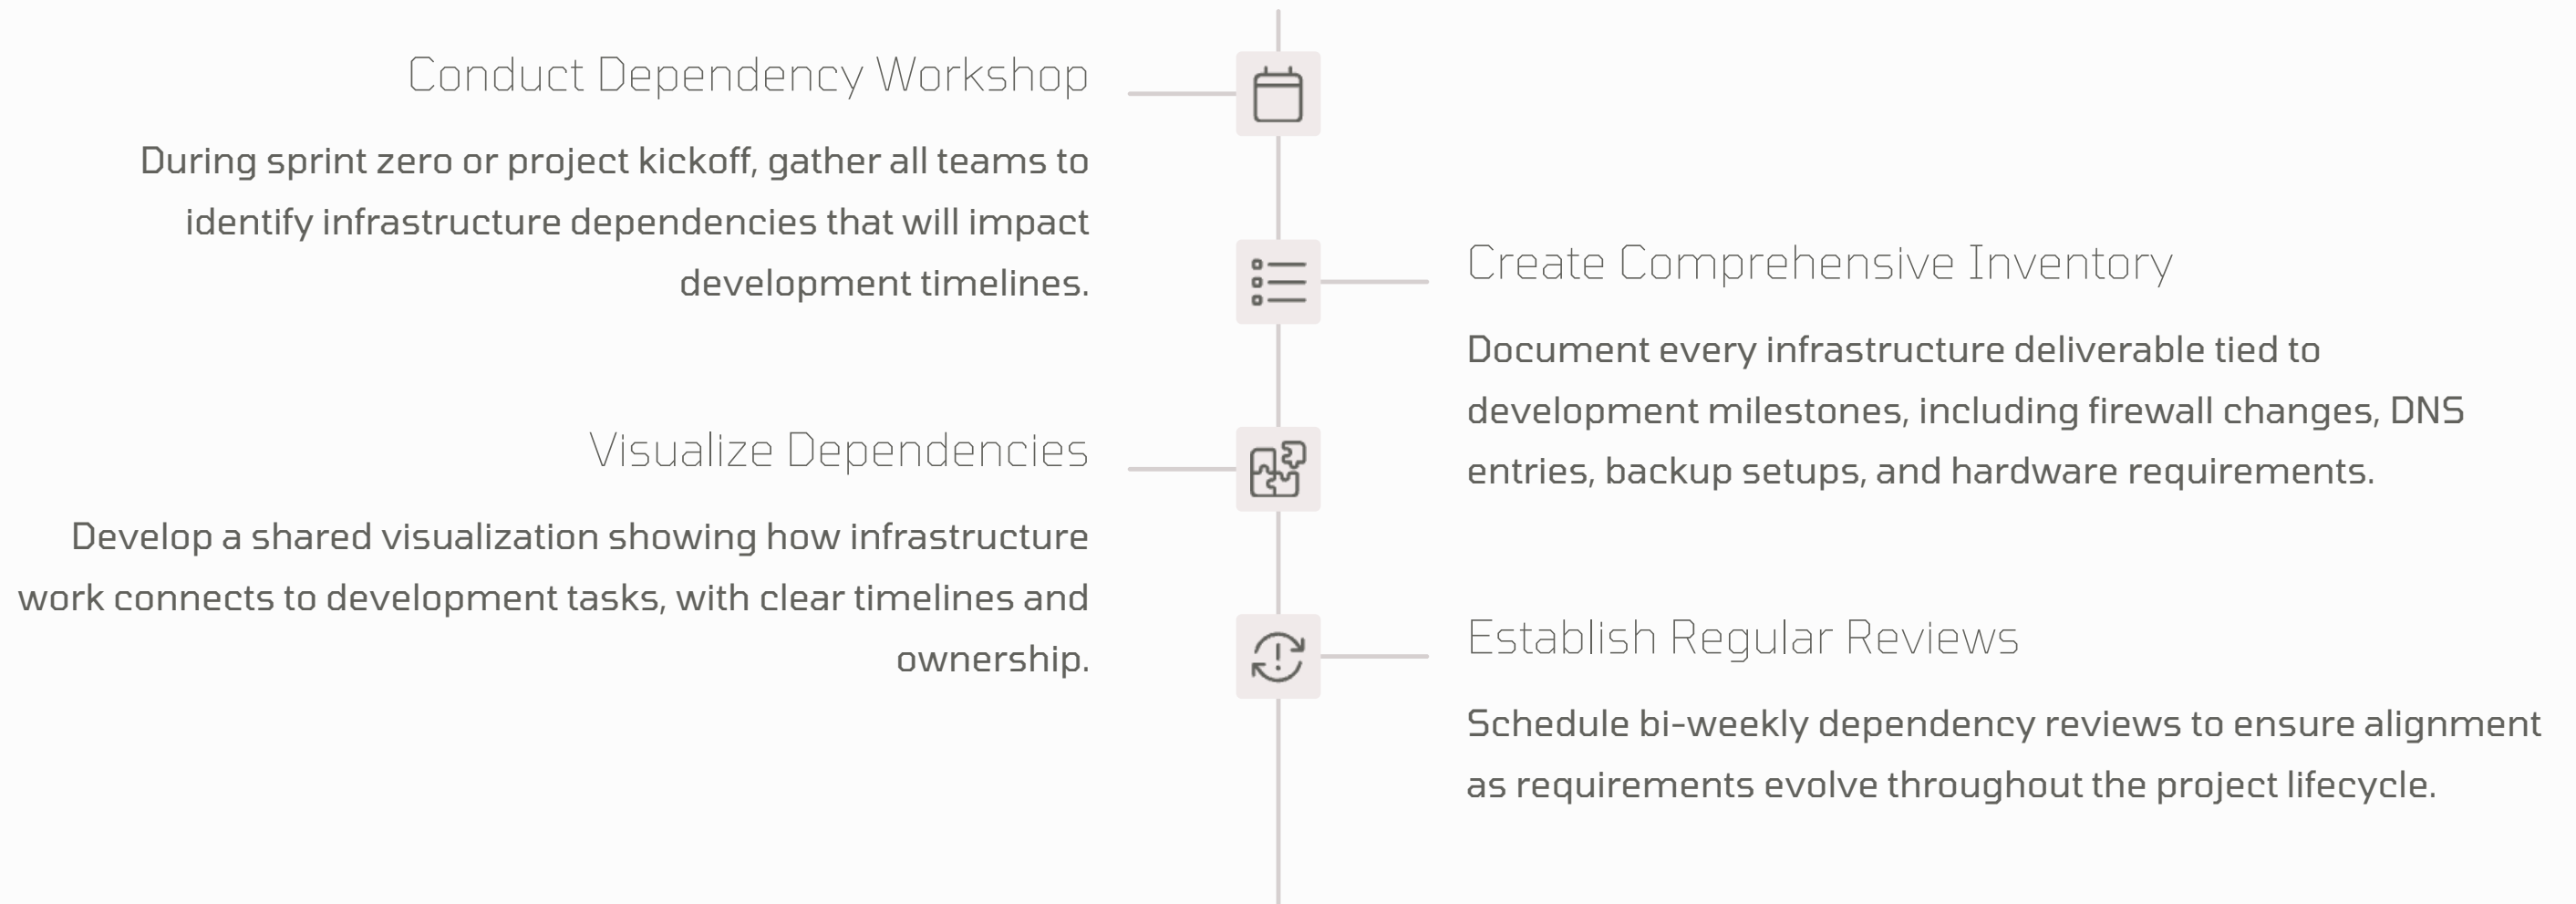 Conduct Dependency Workshop
During sprint zero or project kickoff, gather all teams to
identify infrastructure dependencies that will impact
development timelines.
Create Comprehensive Inventory
Document every infrastructure deliverable tied to
development milestones, including firewall changes, DNS
entries, backup setups, and hardware requirements.
Visualize Dependencies
Develop a shared visualization showing how infrastructure
work connects to development tasks, with clear timelines and
ownership.
Establish Regular Reviews
Schedule bi-weekly dependency reviews to ensure alignment
as requirements evolve throughout the project lifecycle.